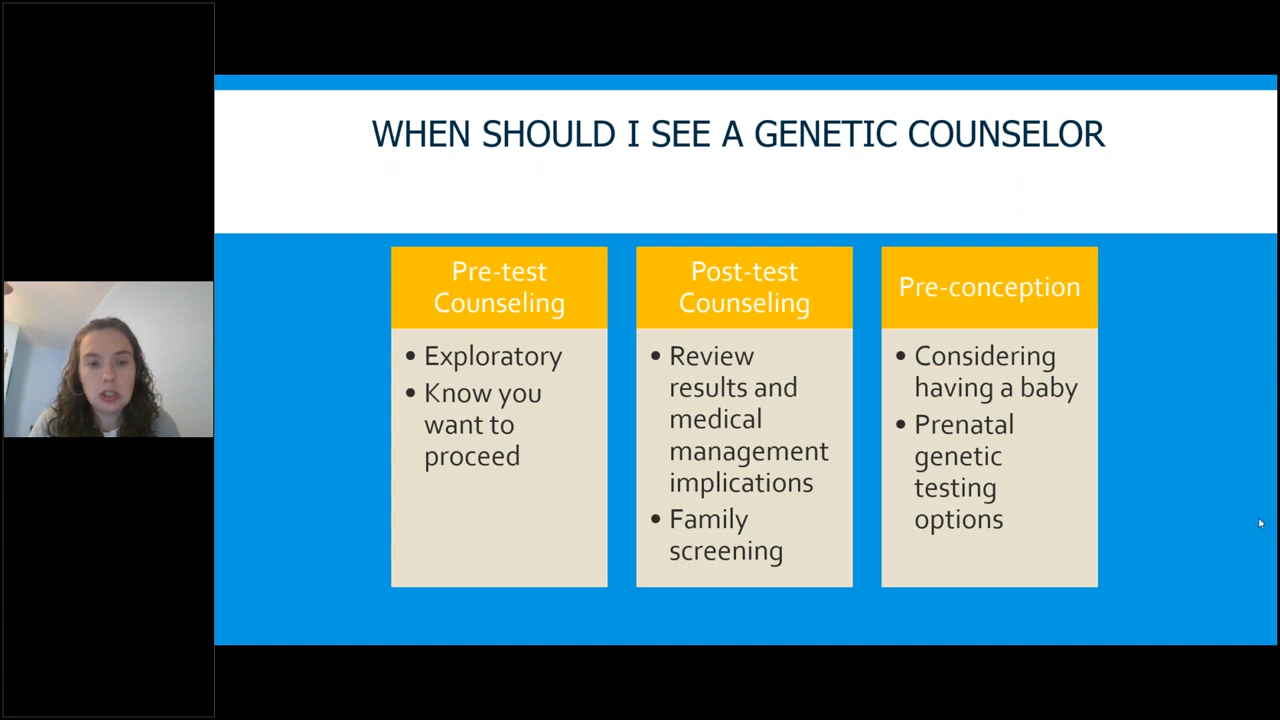 WHEN SHOULD I SEE A GENETIC COUNSELOR
Pre-test
Counseling
• Exploratory
• Know you
want to
proceed
Post-test
Counseling
• Review
results and
medical
management
implications
• Family
screening
Pre-conception
• Considering
having a baby
• Prenatal
genetic
testing
options